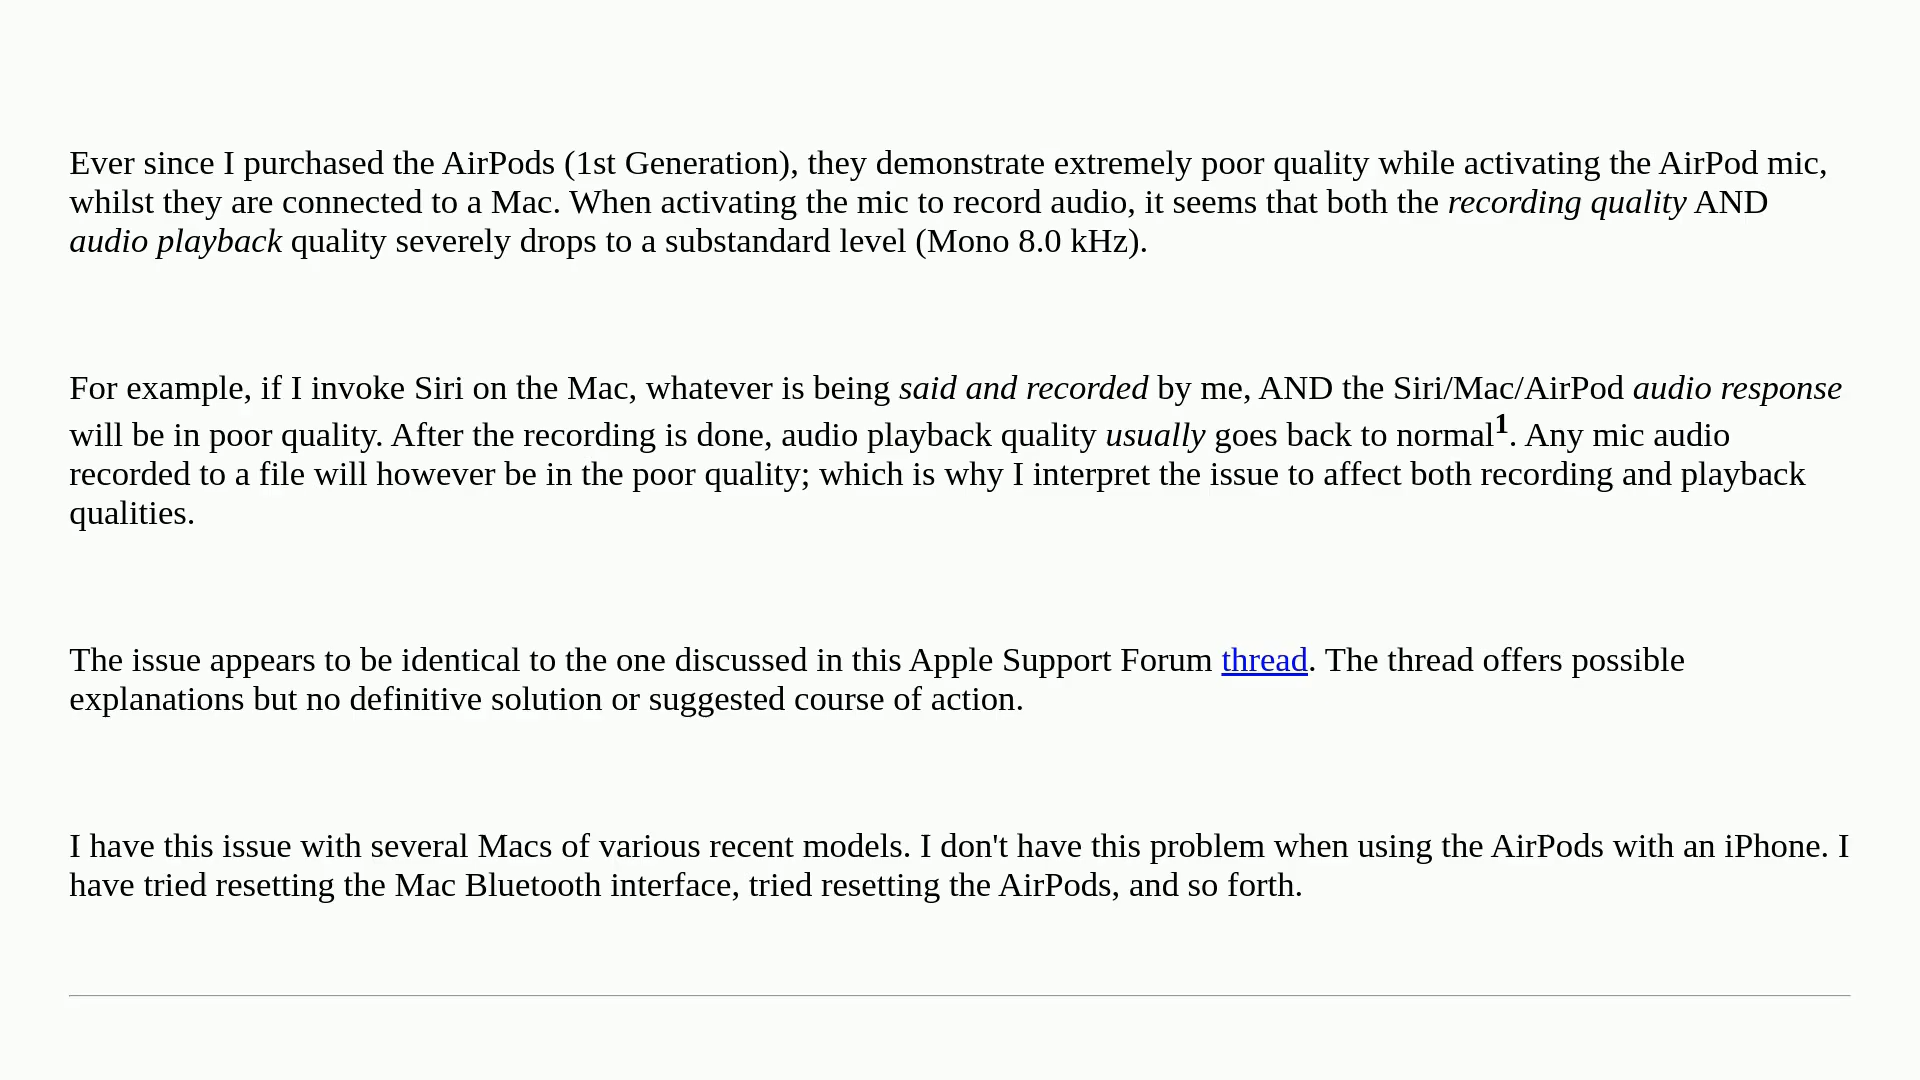 Ever since I purchased the AirPods (1st Generation), they demonstrate extremely poor quality while activating the AirPod mic,
whilst they are connected to a Mac. When activating the mic to record audio, it seems that both the recording quality AND
audio playback quality severely drops to a substandard level (Mono 8.0 kHz).
For example, if I invoke Siri on the Mac, whatever is being said and recorded by me, AND the Siri/Mac/AirPod audio response
will be in poor quality. After the recording is done, audio playback quality usually goes back to normal1. Any mic audio
recorded to a file will however be in the poor quality; which is why I interpret the issue to affect both recording and playback
qualities.
The issue appears to be identical to the one discussed in this Apple Support Forum thread. The thread offers possible
explanations but no definitive solution or suggested course of action.
I have this issue with several Macs of various recent models. I don't have this problem when using the AirPods with an iPhone. I
have tried resetting the Mac Bluetooth interface, tried resetting the AirPods, and so forth.